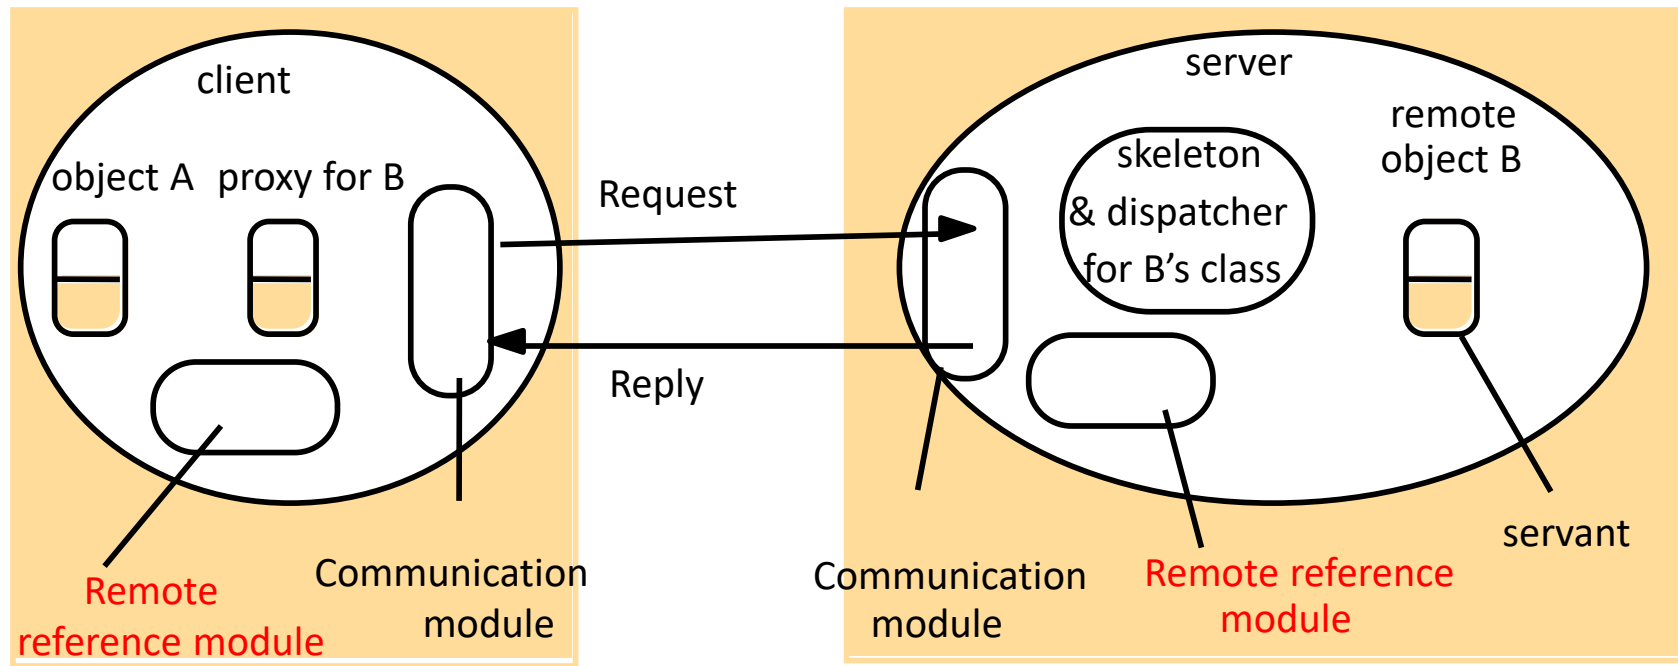 client
object A proxy for B
Remote
reference module
Communication
module
Request
Reply
server
skeleton
& dispatcher
for B’s class
remote
object B
Communication
module
Remote reference
module
servant